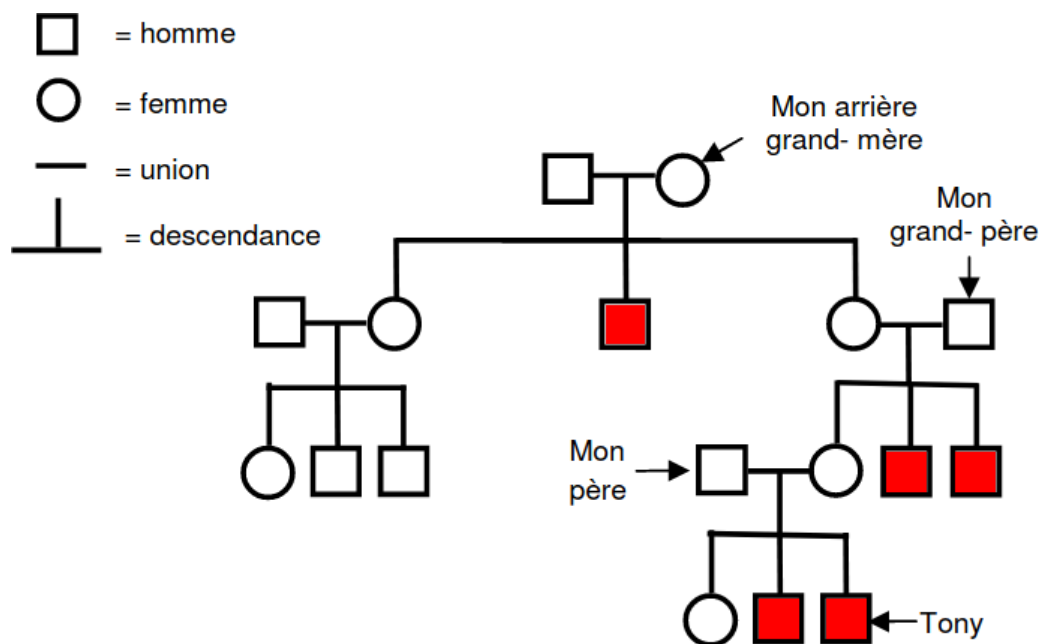 = homme
= femme
= union
= descendance
Mon arrière
grand- mère
Mon
grand- père
Mon
père
Tony